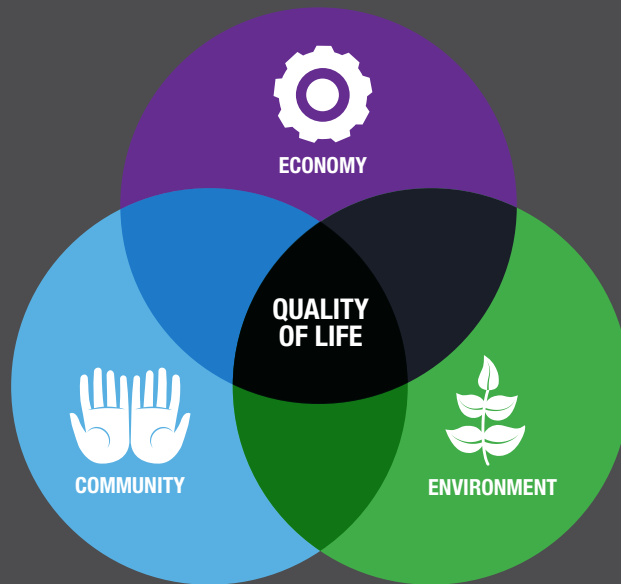 ECONOMY
QUALITY
OF LIFE
COMMUNITY
ENVIRONMENT